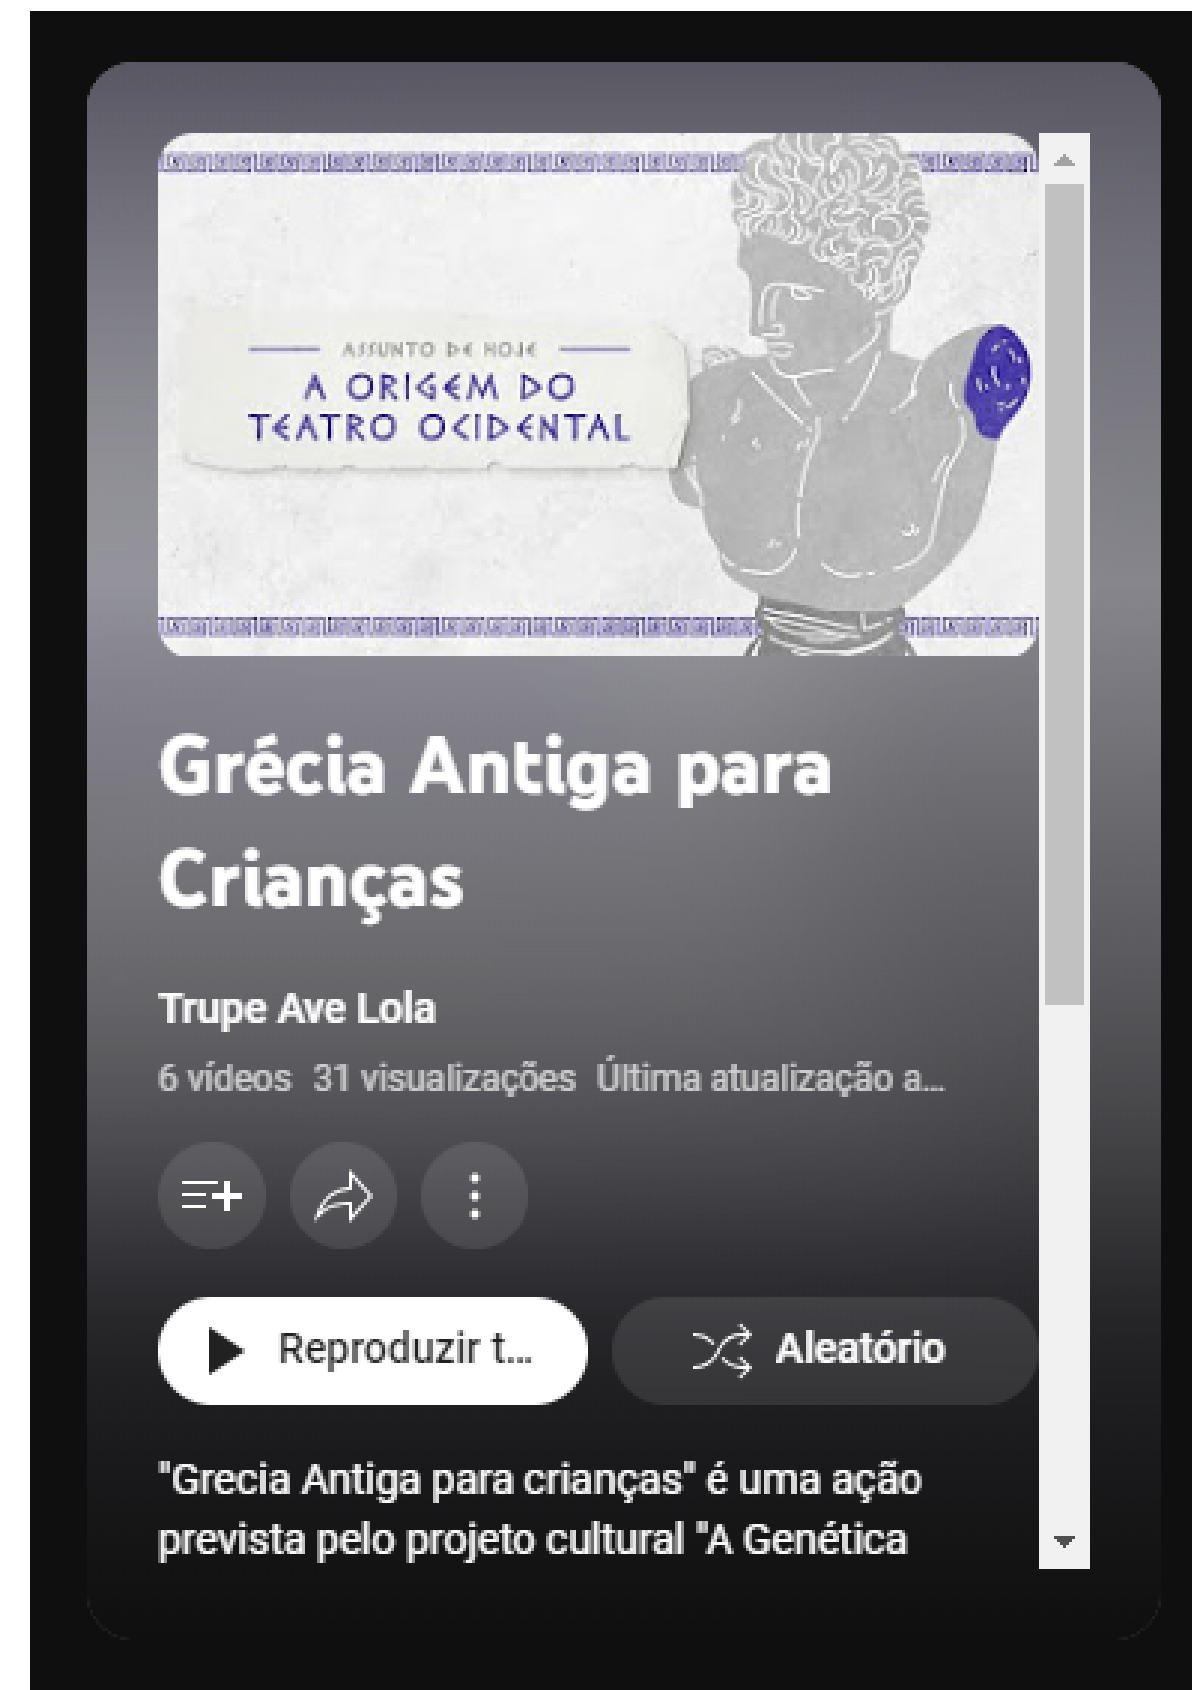 ASSUNTO DE HOJE
A ORIGEM DO
TEATRO OCIDENTAL
Grécia Antiga para
Crianças
Trupe Ave Lola
6 vídeos 31 visualizações Última atualização a...
Reproduzir t...
Aleatório
"Grecia Antiga para crianças" é uma ação
prevista pelo projeto cultural "A Genética